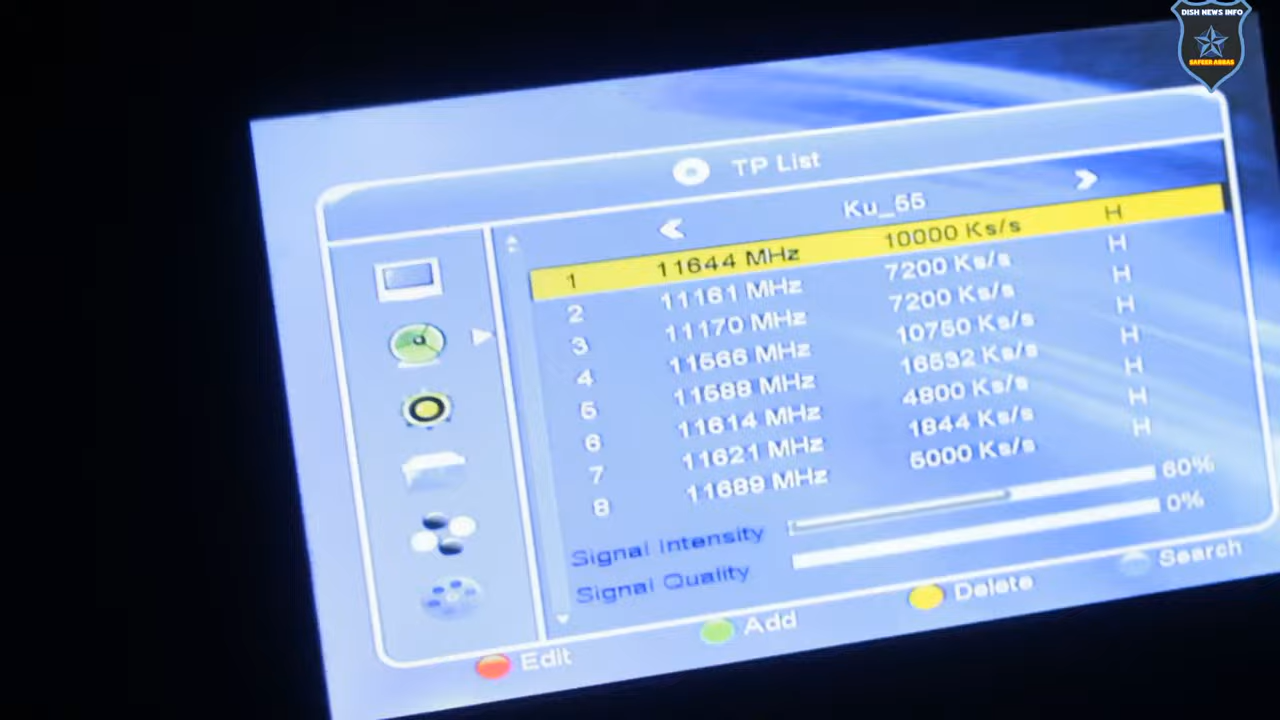 DISH NEWS INFO
SAFEER ABBAS
TP List
Ku_55
1 11644 MHz 10000 Ks/s H
2 11161 MHz 7200 Ks/s H
3 11170 MHz 7200 Ks/s H
4 11566 MHz 10750 Ks/s H
5 11588 MHz 16532 Ks/s H
6 11614 MHz 4800 Ks/s H
7 11621 MHz 1844 Ks/s H
8 11689 MHz 5000 Ks/s H
Signal Intensity 60%
Signal Quality 0%
Edit Add Delete Search